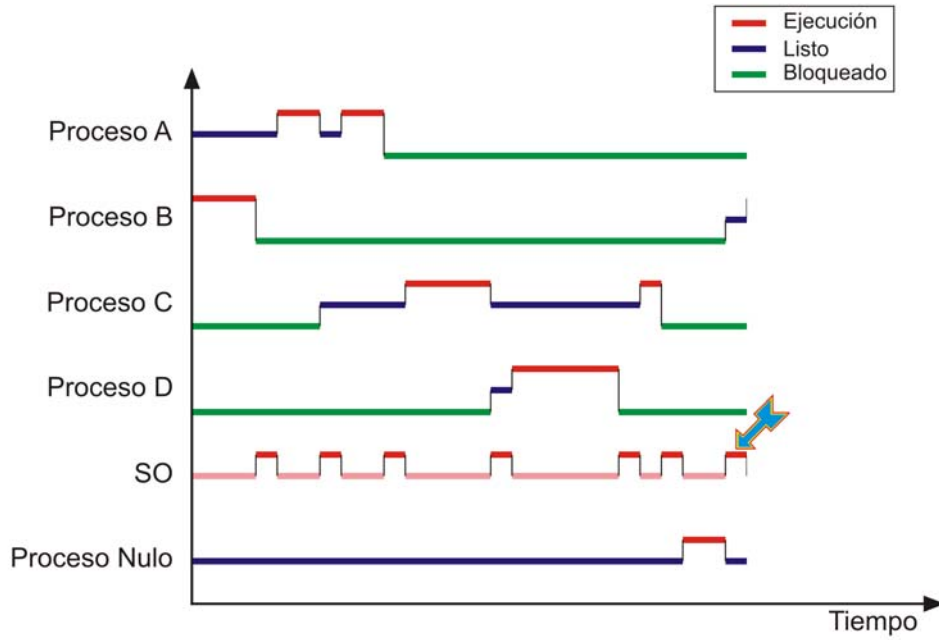 Ejecución
Listo
Bloqueado
Proceso A
Proceso B
Proceso C
Proceso D
SO
Proceso Nulo
Tiempo